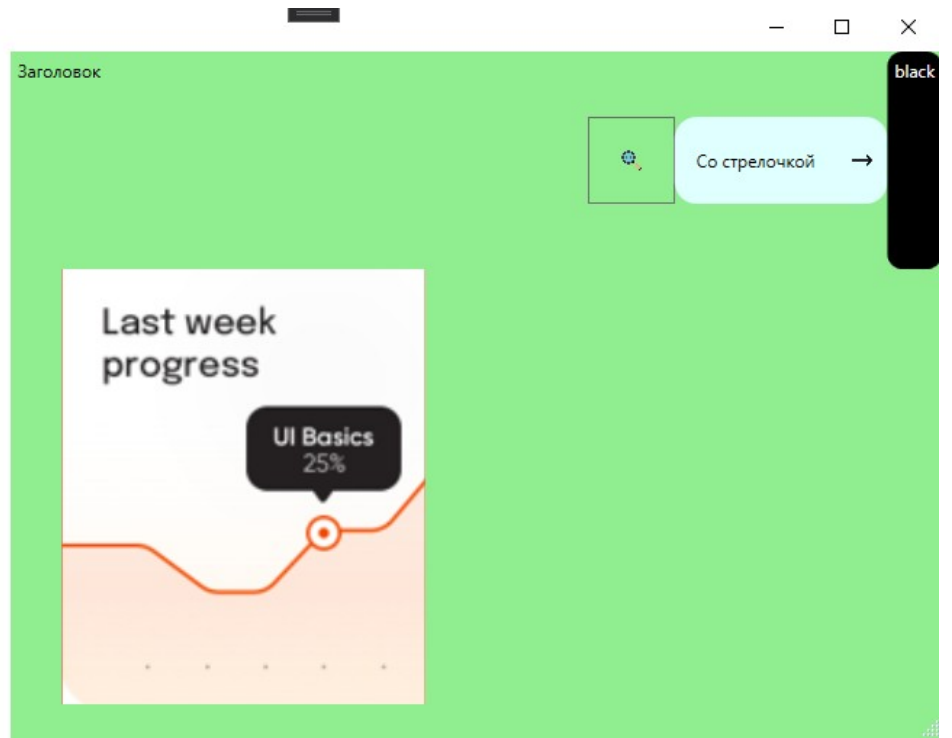 Заголовок
black
Со стрелочкой →
Last week
progress
UI Basics
25%